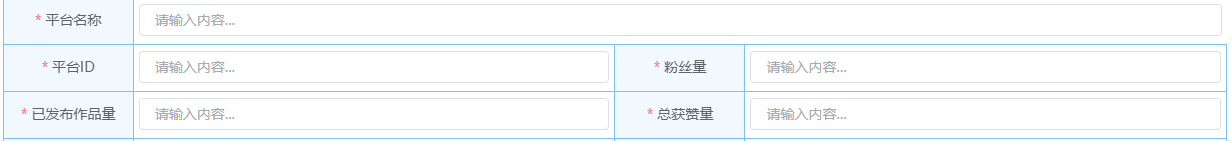 * 平台名称 请输入内容...
* 平台ID 请输入内容... * 粉丝量 请输入内容...
* 已发布作品量 请输入内容... * 总获赞量 请输入内容...